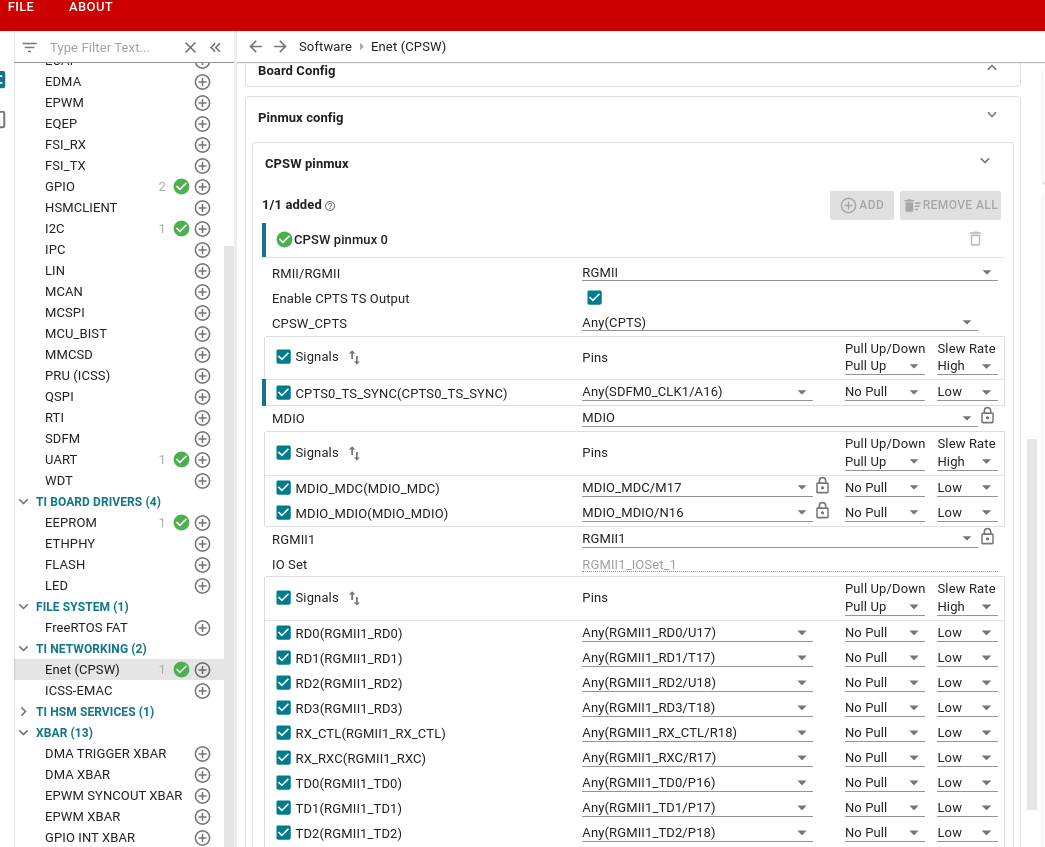 FILE ABOUT
Type Filter Text...
EDMA
EPWM
EQEP
FSI_RX
FSI_TX
GPIO 2
HSMCLIENT
I2C 1
IPC
LIN
MCAN
MCSPI
MCU_BIST
MMCSD
PRU (ICSS)
QSPI
RTI
SDFM
UART 1
WDT
TI BOARD DRIVERS (4)
EEPROM 1
ETHPHY
FLASH
LED
FILE SYSTEM (1)
FreeRTOS FAT
TI NETWORKING (2)
Enet (CPSW) 1
ICSS-EMAC
TI HSM SERVICES (1)
XBAR (13)
DMA TRIGGER XBAR
DMA XBAR
EPWM SYNCOUT XBAR
EPWM XBAR
GPIO INT XBAR
Software › Enet (CPSW)
Board Config
Pinmux config
CPSW pinmux
1/1 added ADD REMOVE ALL
CPSW pinmux 0
RMII/RGMII RGMII
Enable CPTS TS Output
CPSW_CPTS Any(CPTS)
Signals Pins Pull Up/Down Slew Rate
Pull Up High
CPTS0_TS_SYNC(CPTS0_TS_SYNC) Any(SDFM0_CLK1/A16) No Pull Low
MDIO MDIO
Signals Pins Pull Up/Down Slew Rate
Pull Up High
MDIO_MDC(MDIO_MDC) MDIO_MDC/M17 No Pull Low
MDIO_MDIO(MDIO_MDIO) MDIO_MDIO/N16 No Pull Low
RGMII1 RGMII1
IO Set RGMII1_IOSet_1
Signals Pins Pull Up/Down Slew Rate
Pull Up High
RD0(RGMII1_RD0) Any(RGMII1_RD0/U17) No Pull Low
RD1(RGMII1_RD1) Any(RGMII1_RD1/T17) No Pull Low
RD2(RGMII1_RD2) Any(RGMII1_RD2/U18) No Pull Low
RD3(RGMII1_RD3) Any(RGMII1_RD3/T18) No Pull Low
RX_CTL(RGMII1_RX_CTL) Any(RGMII1_RX_CTL/R18) No Pull Low
RX_RXC(RGMII1_RXC) Any(RGMII1_RXC/R17) No Pull Low
TD0(RGMII1_TD0) Any(RGMII1_TD0/P16) No Pull Low
TD1(RGMII1_TD1) Any(RGMII1_TD1/P17) No Pull Low
TD2(RGMII1_TD2) Any(RGMII1_TD2/P18) No Pull Low